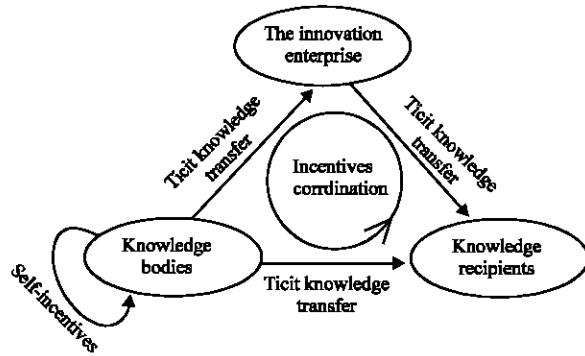 The innovation
enterprise
Ticit knowledge
transfer
Ticit knowledge
transfer
Incentives
corrdination
Knowledge
bodies
Knowledge
recipients
Ticit knowledge
transfer
Self-incentives